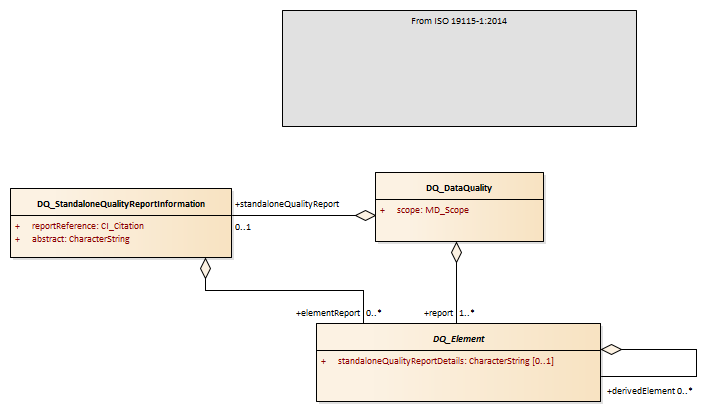 From ISO 19115-1:2014
DQ_StandaloneQualityReportInformation
+ reportReference: CI_Citation
+ abstract: CharacterString
+standaloneQualityReport
0..1
DQ_DataQuality
+ scope: MD_Scope
+elementReport 0..*
+report 1..*
DQ_Element
+ standaloneQualityReportDetails: CharacterString [0..1]
+derivedElement 0..*